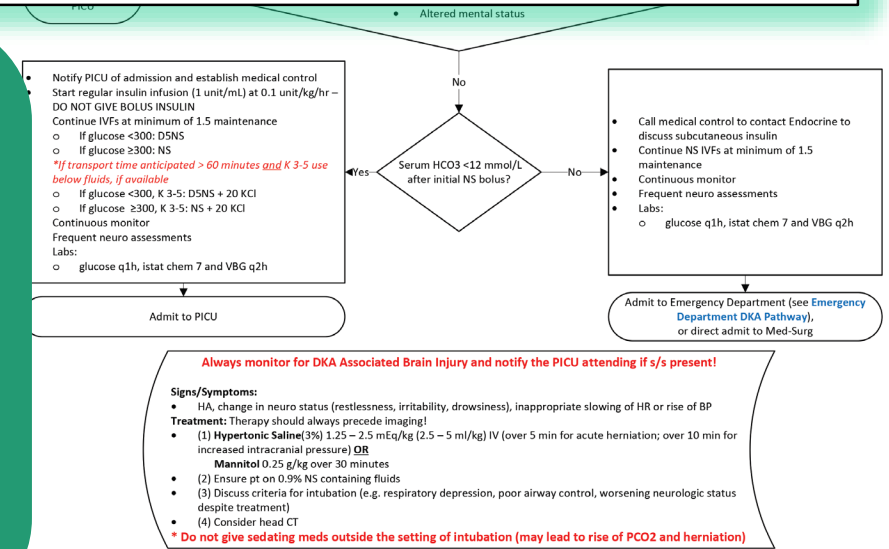 PICU
• Altered mental status
No
• Notify PICU of admission and establish medical control
• Start regular insulin infusion (1 unit/mL) at 0.1 unit/kg/hr –
DO NOT GIVE BOLUS INSULIN
Continue IVFs at minimum of 1.5 maintenance
o If glucose <300: D5NS
o If glucose ≥300: NS
*If transport time anticipated > 60 minutes and K 3-5 use
below fluids, if available
o If glucose <300, K 3-5: D5NS + 20 KCl
o If glucose ≥300, K 3-5: NS + 20 KCl
Continuous monitor
Frequent neuro assessments
Labs:
o glucose q1h, istat chem 7 and VBG q2h
Yes
Serum HCO3 <12 mmol/L
after initial NS bolus?
No
• Call medical control to contact Endocrine to
discuss subcutaneous insulin
• Continue NS IVFs at minimum of 1.5
maintenance
• Continuous monitor
• Frequent neuro assessments
• Labs:
o glucose q1h, istat chem 7 and VBG q2h
Admit to PICU
Admit to Emergency Department (see Emergency
Department DKA Pathway),
or direct admit to Med-Surg
Always monitor for DKA Associated Brain Injury and notify the PICU attending if s/s present!
Signs/Symptoms:
• HA, change in neuro status (restlessness, irritability, drowsiness), inappropriate slowing of HR or rise of BP
Treatment: Therapy should always precede imaging!
• (1) Hypertonic Saline(3%) 1.25 – 2.5 mEq/kg (2.5 – 5 ml/kg) IV (over 5 min for acute herniation; over 10 min for
increased intracranial pressure) OR
Mannitol 0.25 g/kg over 30 minutes
• (2) Ensure pt on 0.9% NS containing fluids
• (3) Discuss criteria for intubation (e.g. respiratory depression, poor airway control, worsening neurologic status
despite treatment)
• (4) Consider head CT
* Do not give sedating meds outside the setting of intubation (may lead to rise of PCO2 and herniation)